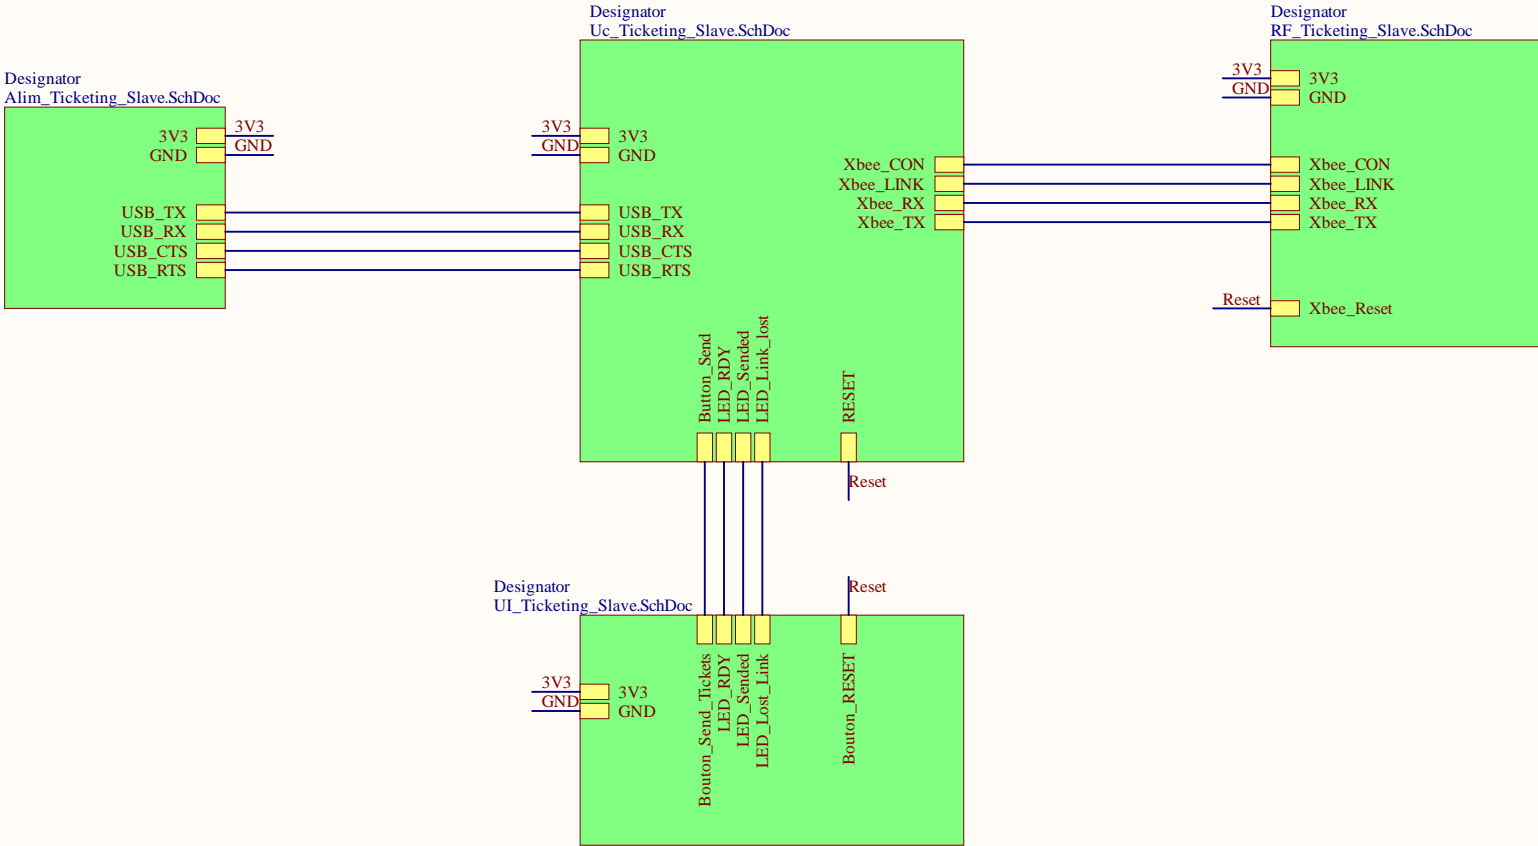 Designator
Alim_Ticketing_Slave.SchDoc
3V3
GND
3V3
GND
USB_TX
USB_RX
USB_CTS
USB_RTS
Designator
Uc_Ticketing_Slave.SchDoc
3V3
GND
3V3
GND
USB_TX
USB_RX
USB_CTS
USB_RTS
Xbee_CON
Xbee_LINK
Xbee_RX
Xbee_TX
Button_Send
LED_RDY
LED_Sended
LED_Link_lost
RESET
Reset
Designator
RF_Ticketing_Slave.SchDoc
3V3
GND
3V3
GND
Xbee_CON
Xbee_LINK
Xbee_RX
Xbee_TX
Reset
Xbee_Reset
Designator
UI_Ticketing_Slave.SchDoc
Reset
3V3
GND
3V3
GND
Bouton_Send_Tickets
LED_RDY
LED_Sended
LED_Lost_Link
Bouton_RESET